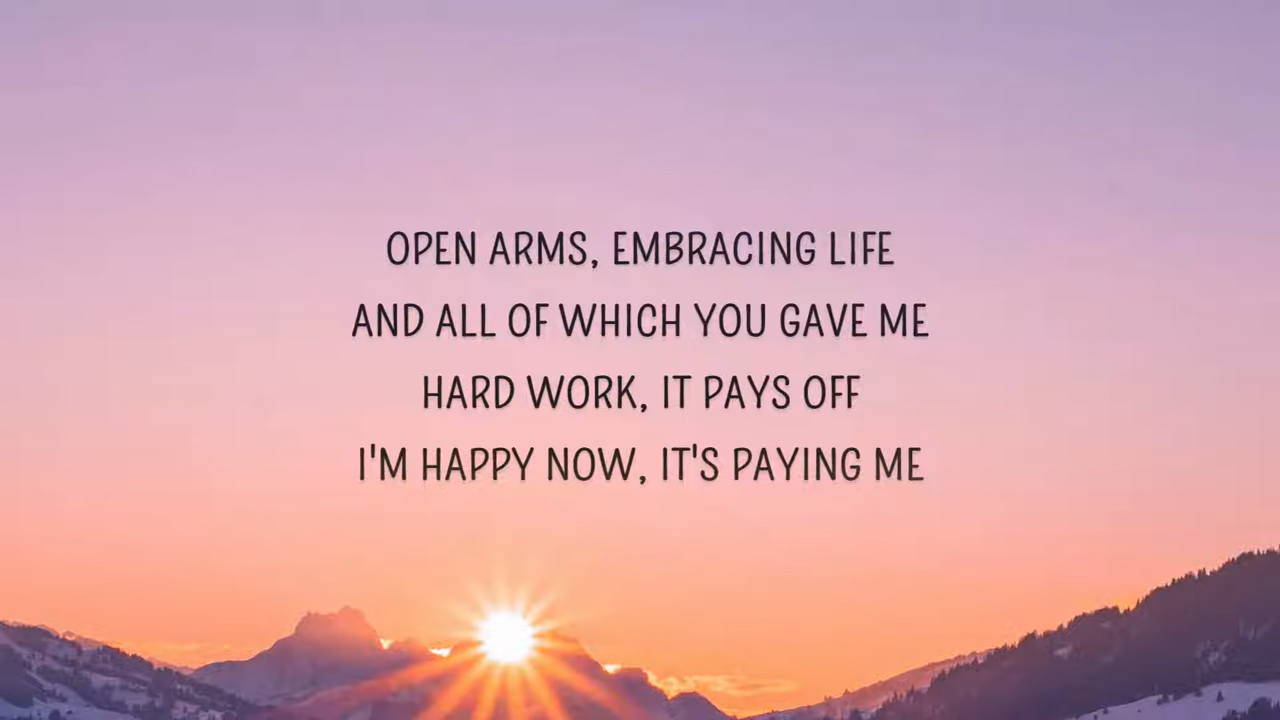 OPEN ARMS, EMBRACING LIFE
AND ALL OF WHICH YOU GAVE ME
HARD WORK, IT PAYS OFF
I'M HAPPY NOW, IT'S PAYING ME